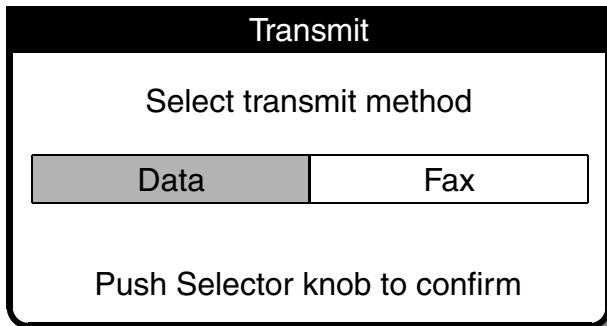 Transmit
Select transmit method
Data Fax
Push Selector knob to confirm